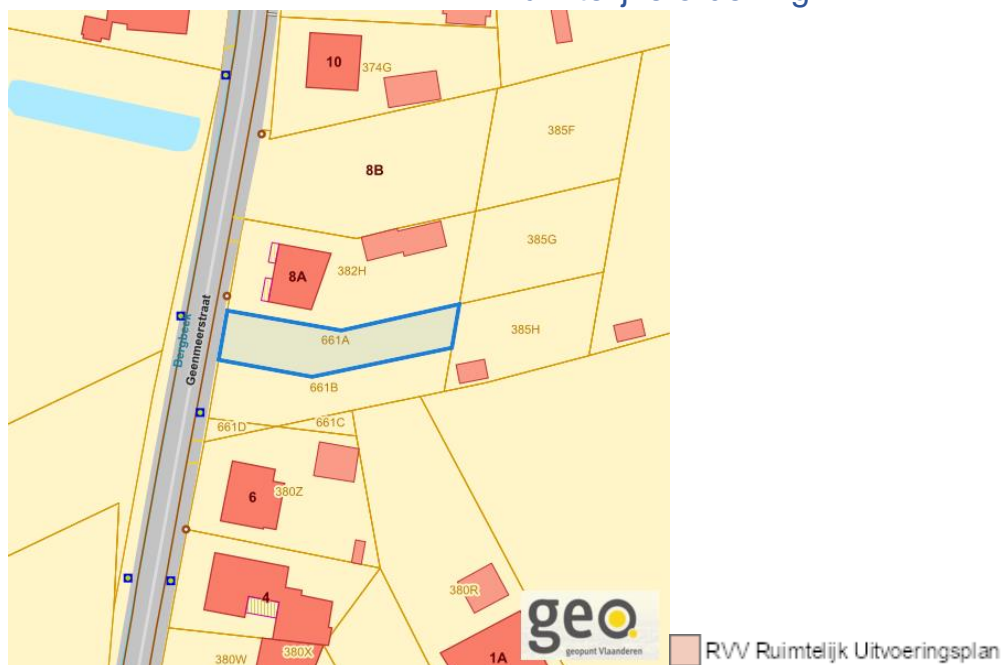 10
374G
385F
8B
385G
8A
382H
385H
661A
Bergbeek
Geenmeerstraat
661B
661D
661C
6
380Z
4
380R
380W
380X
1A
geo
geopunt Vlaanderen
RVV Ruimtelijk Uitvoeringsplan